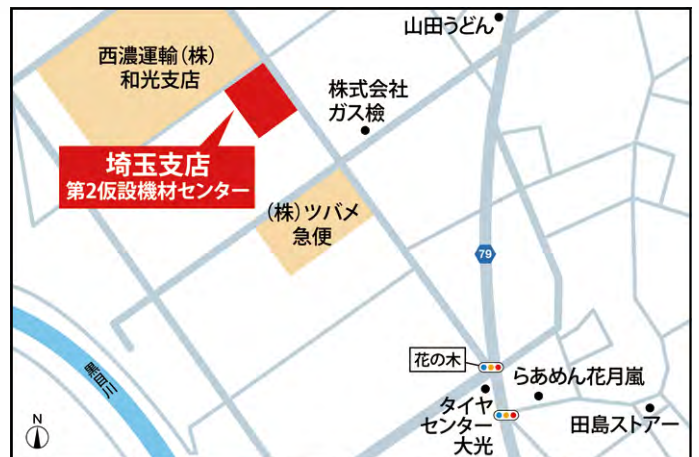 山田うどん
西濃運輸(株)
和光支店
株式会社
ガス検
埼玉支店
第2仮設機材センター
(株)ツバメ
急便
79
花の木
らあめん花月嵐
タイヤ
センター
大光
田島ストアー
黒目川
N